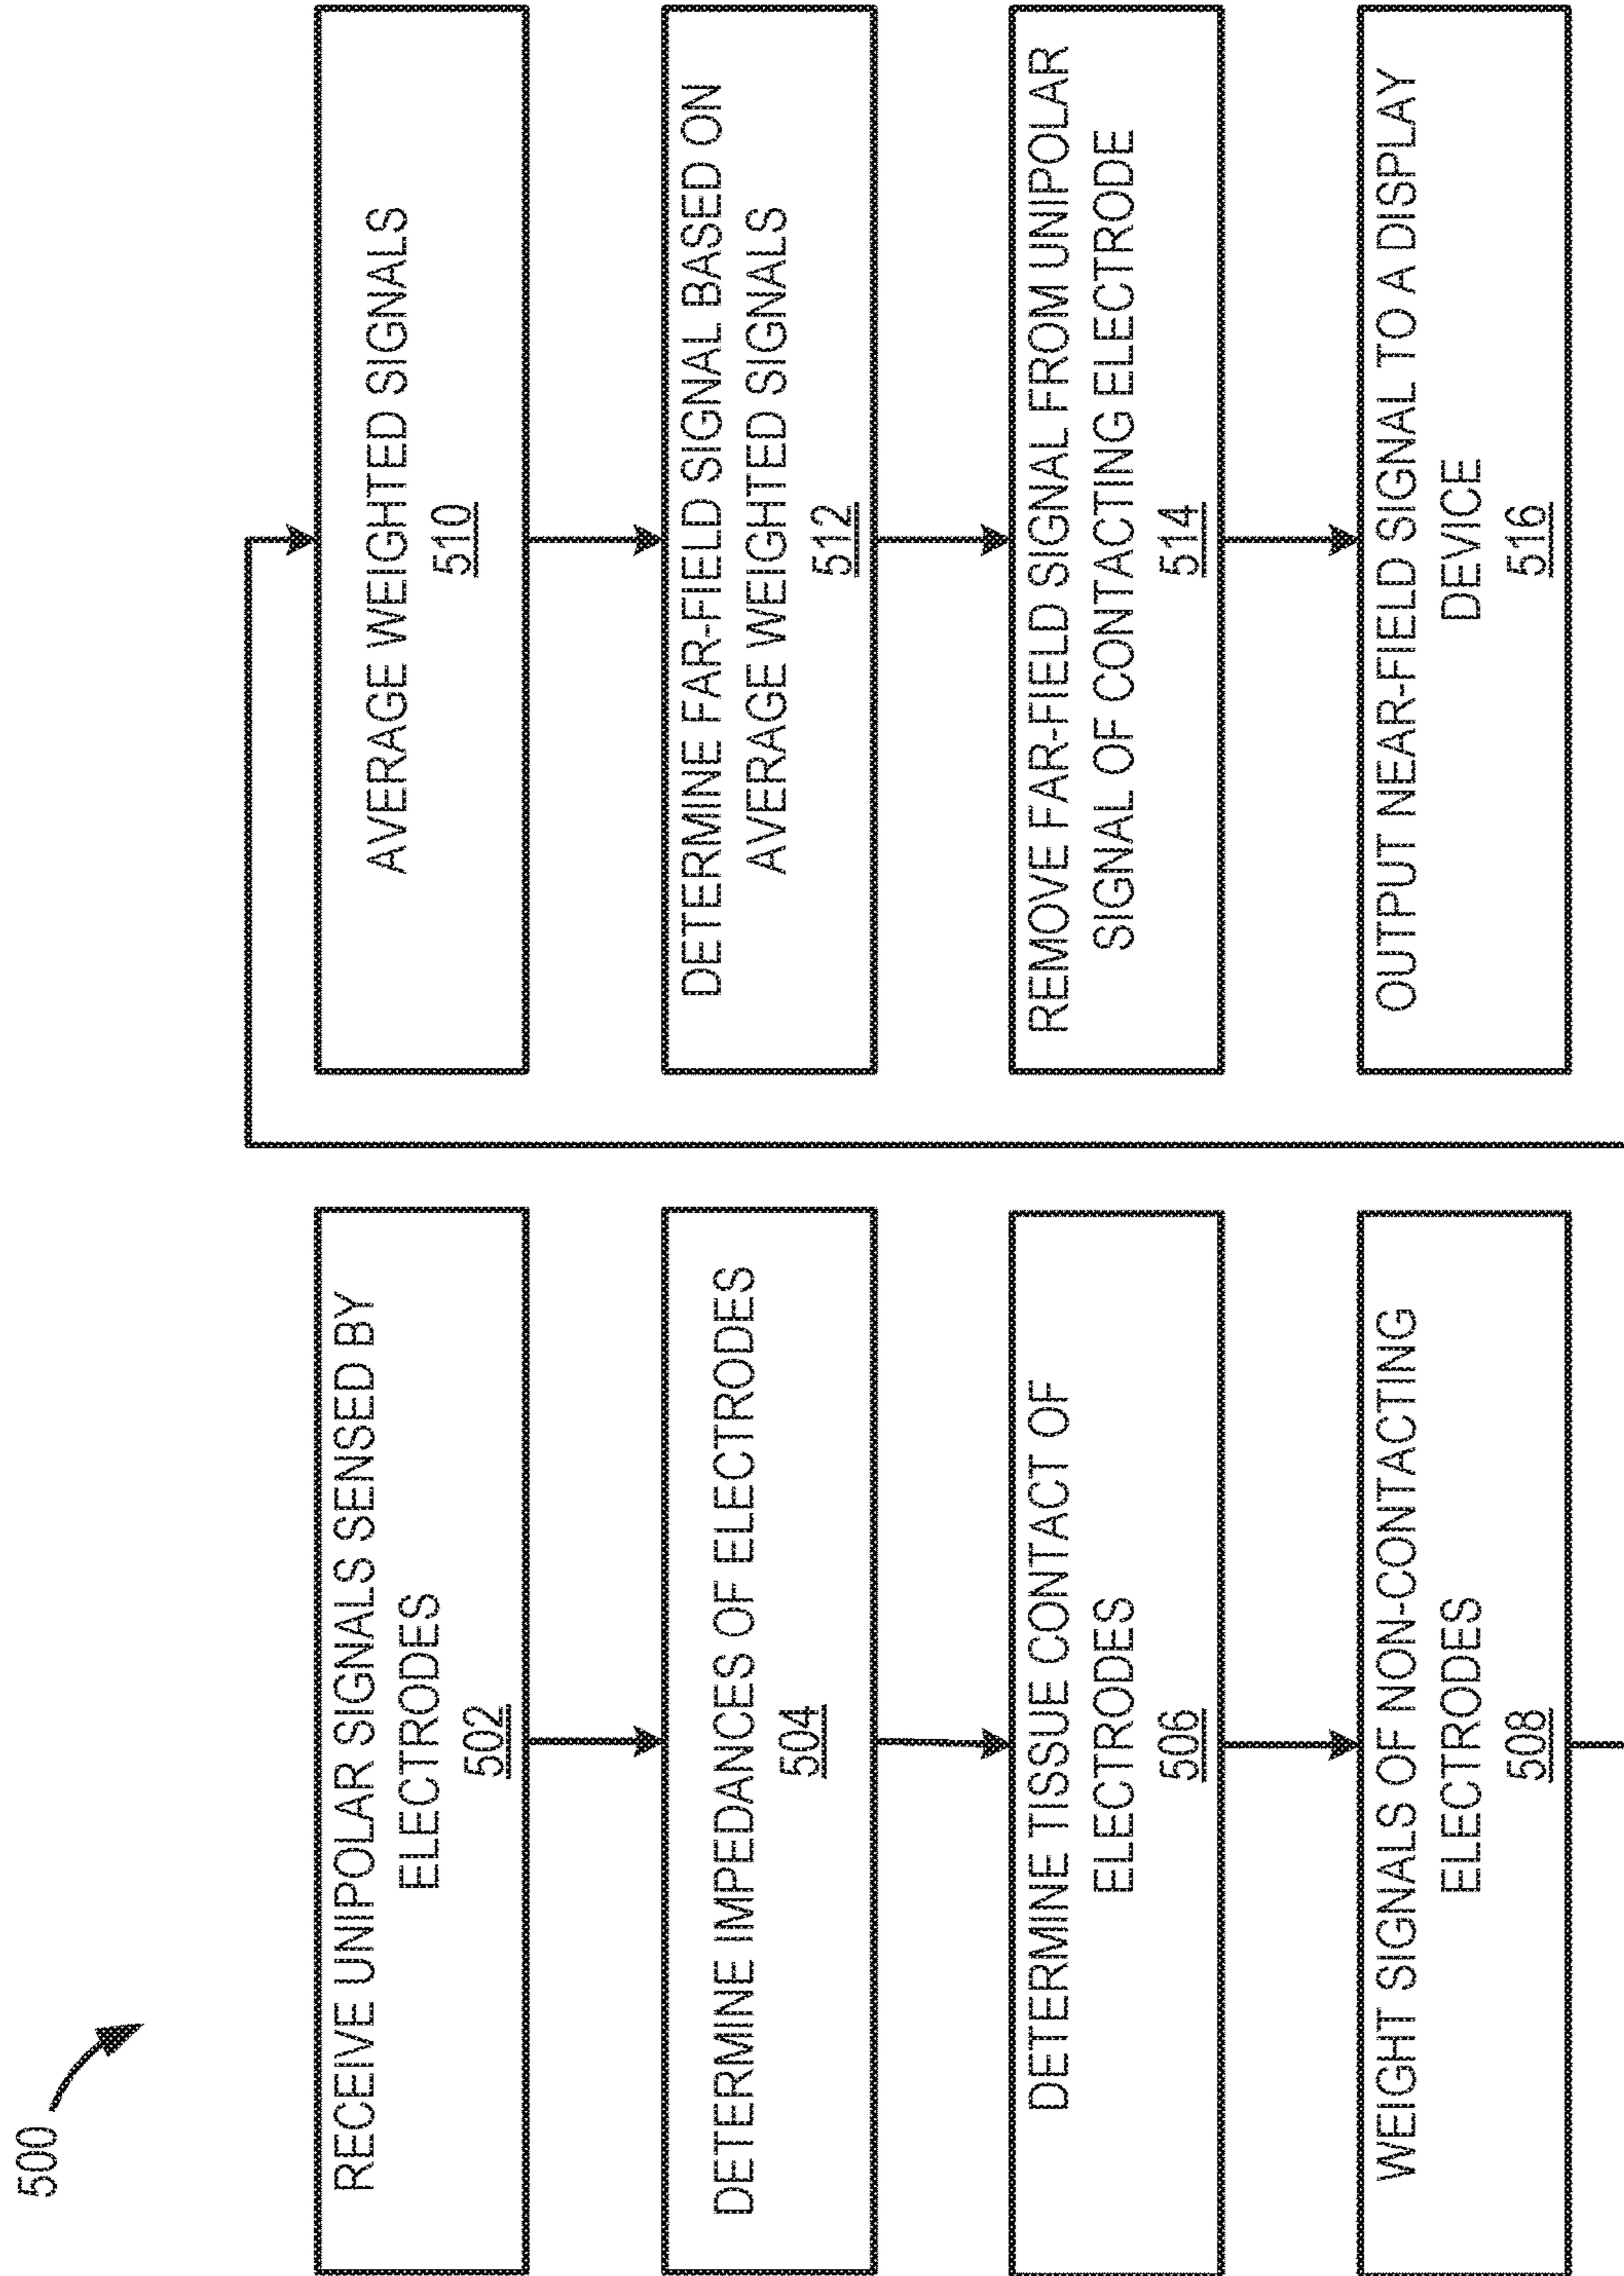 500
RECEIVE UNIPOLAR SIGNALS SENSED BY
ELECTRODES
502
DETERMINE IMPEDANCES OF ELECTRODES
504
DETERMINE TISSUE CONTACT OF
ELECTRODES
506
WEIGHT SIGNALS OF NON-CONTACTING
ELECTRODES
508
AVERAGE WEIGHTED SIGNALS
510
DETERMINE FAR-FIELD SIGNAL BASED ON
AVERAGE WEIGHTED SIGNALS
512
REMOVE FAR-FIELD SIGNAL FROM UNIPOLAR
SIGNAL OF CONTACTING ELECTRODE
514
OUTPUT NEAR-FIELD SIGNAL TO A DISPLAY
DEVICE
516